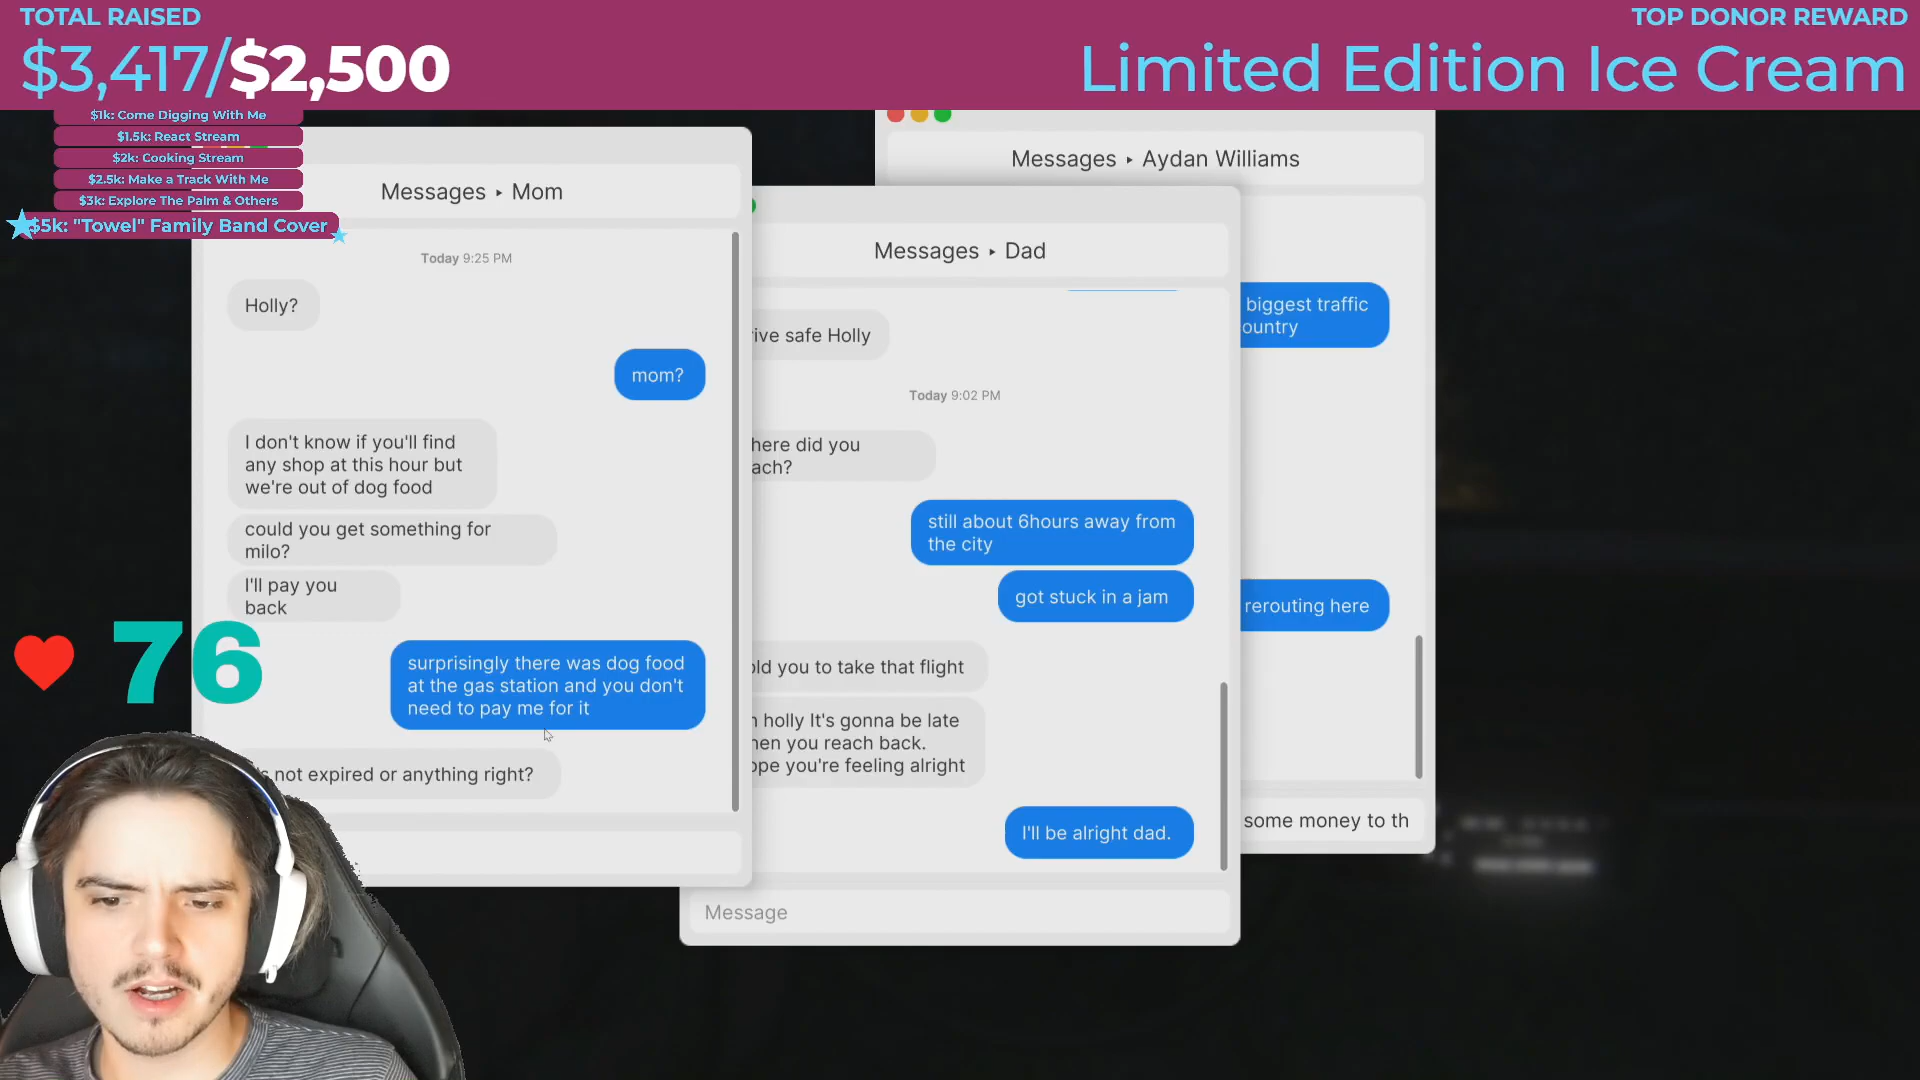 TOTAL RAISED
$3,417/$2,500
TOP DONOR REWARD
Limited Edition Ice Cream
$1k: Come Digging With Me
$1.5k: React Stream
$2k: Cooking Stream
$2.5k: Make a Track With Me
$3k: Explore The Palm & Others
$5k: "Towel" Family Band Cover
Messages ▸ Mom
Today 9:25 PM
Holly?
mom?
I don't know if you'll find
any shop at this hour but
we're out of dog food
could you get something for
milo?
I'll pay you
back
surprisingly there was dog food
at the gas station and you don't
need to pay me for it
not expired or anything right?
76
Messages ▸ Dad
safe Holly
Today 9:02 PM
did you
still about 6hours away from
the city
got stuck in a jam
you to take that flight
holly It's gonna be late
you reach back.
you're feeling alright
I'll be alright dad.
Message
Messages ▸ Aydan Williams
biggest traffic
rerouting here
some money to th